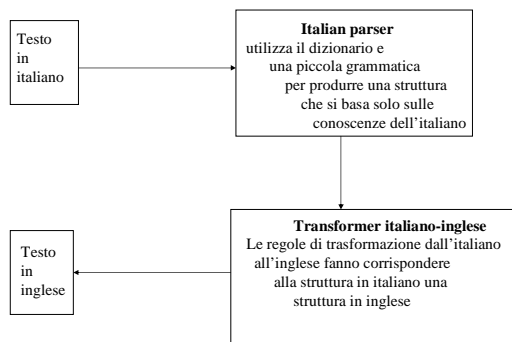 Testo
in
italiano
Italian parser
utilizza il dizionario e
una piccola grammatica
per produrre una struttura
che si basa solo sulle
conoscenze dell'italiano
Transformer italiano-inglese
Le regole di trasformazione dall'italiano
all'inglese fanno corrispondere
alla struttura in italiano una
struttura in inglese
Testo
in
inglese